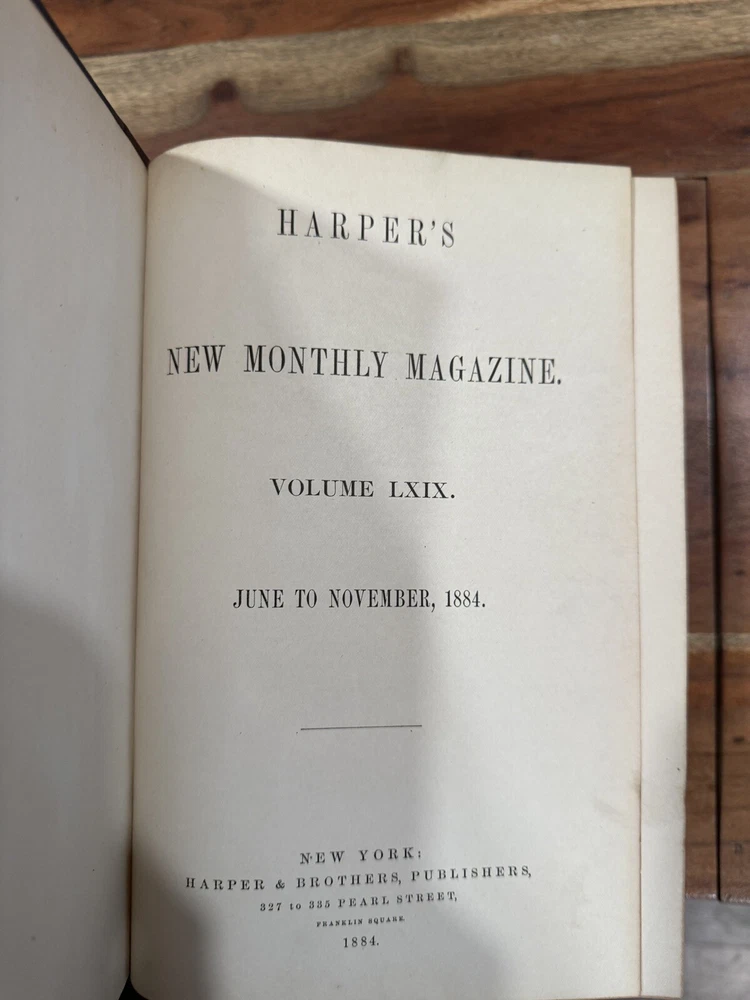 HARPER'S
NEW MONTHLY MAGAZINE.
VOLUME LXIX.
JUNE TO NOVEMBER, 1884.
NEW YORK:
HARPER & BROTHERS, PUBLISHERS,
327 to 335 PEARL STREET,
FRANKLIN SQUARE.
1884.